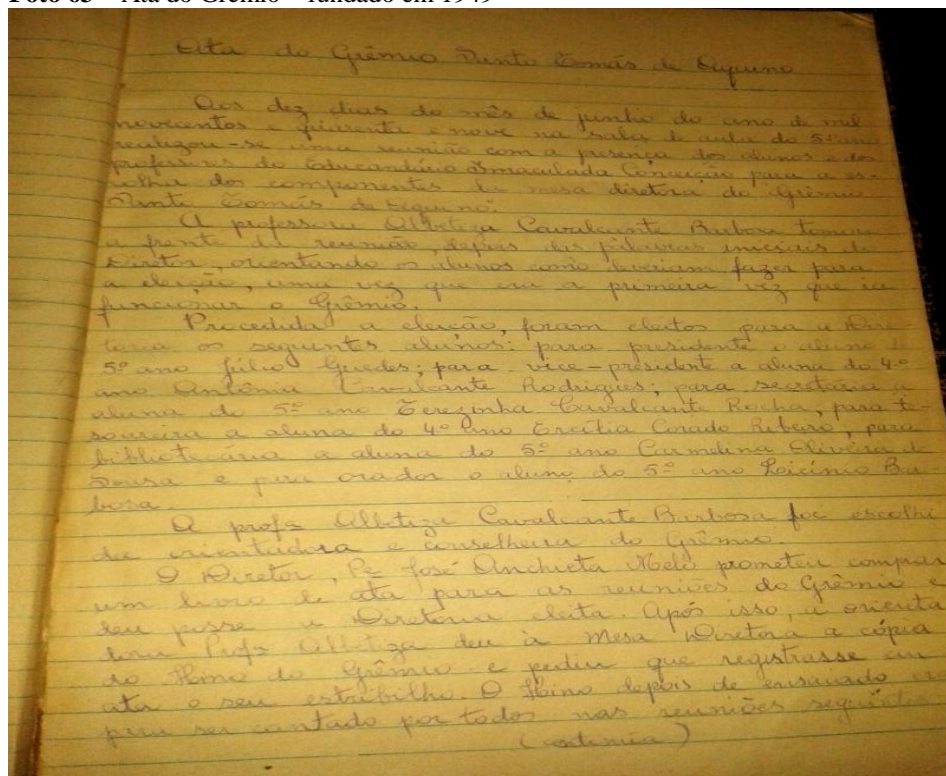 Foto 03 – Ata do Grêmio – fundado em 1949
Ata do Grêmio Santo Tomás de Aquino
Aos dez dias do mês de junho do ano de mil
novecentos e quarenta e nove na sala de aula do 5º ano
realizou-se uma reunião com a presença dos alunos e dos
professores do Educandário Imaculada Conceição para a es-
colha dos componentes da mesa diretora do Grêmio
"Santo Tomás de Aquino".
A professora Albetiza Cavalcante Barbosa tomou
a frente da reunião, depois das palavras iniciais do
Diretor, orientando os alunos como deveriam fazer para
a eleição, uma vez que era a primeira vez que ia
funcionar o Grêmio.
Procedida a eleição, foram eleitos para a Dire-
toria os seguintes alunos: para presidente o aluno do
5º ano Júlio Guedes; para vice-presidente a aluna do 4º
ano Antônia Cavalcante Rodrigues; para secretária a
aluna do 5º ano Terezinha Cavalcante Rocha, para te-
soureira a aluna do 4º ano Ercília Corado Ribeiro, para
bibliotecária a aluna do 5º ano Carmelina Oliveira de
Sousa e para orador o aluno do 5º ano Loicínio Bar-
bosa.
A profª Albetiza Cavalcante Barbosa foi escolhi
da orientadora e conselheira do Grêmio.
O Diretor, Pe José Anchieta Melo prometeu comprar
um livro de ata para as reuniões do Grêmio e
deu posse a Diretoria eleita. Após isso, a orienta
dora Profª Albetiza deu à Mesa Diretora a cópia
do Hino do Grêmio e pediu que registrasse em
ata o seu estribilho. O Hino depois de ensaiado era
para ser cantado por todos nas reuniões seguintes
(continua)